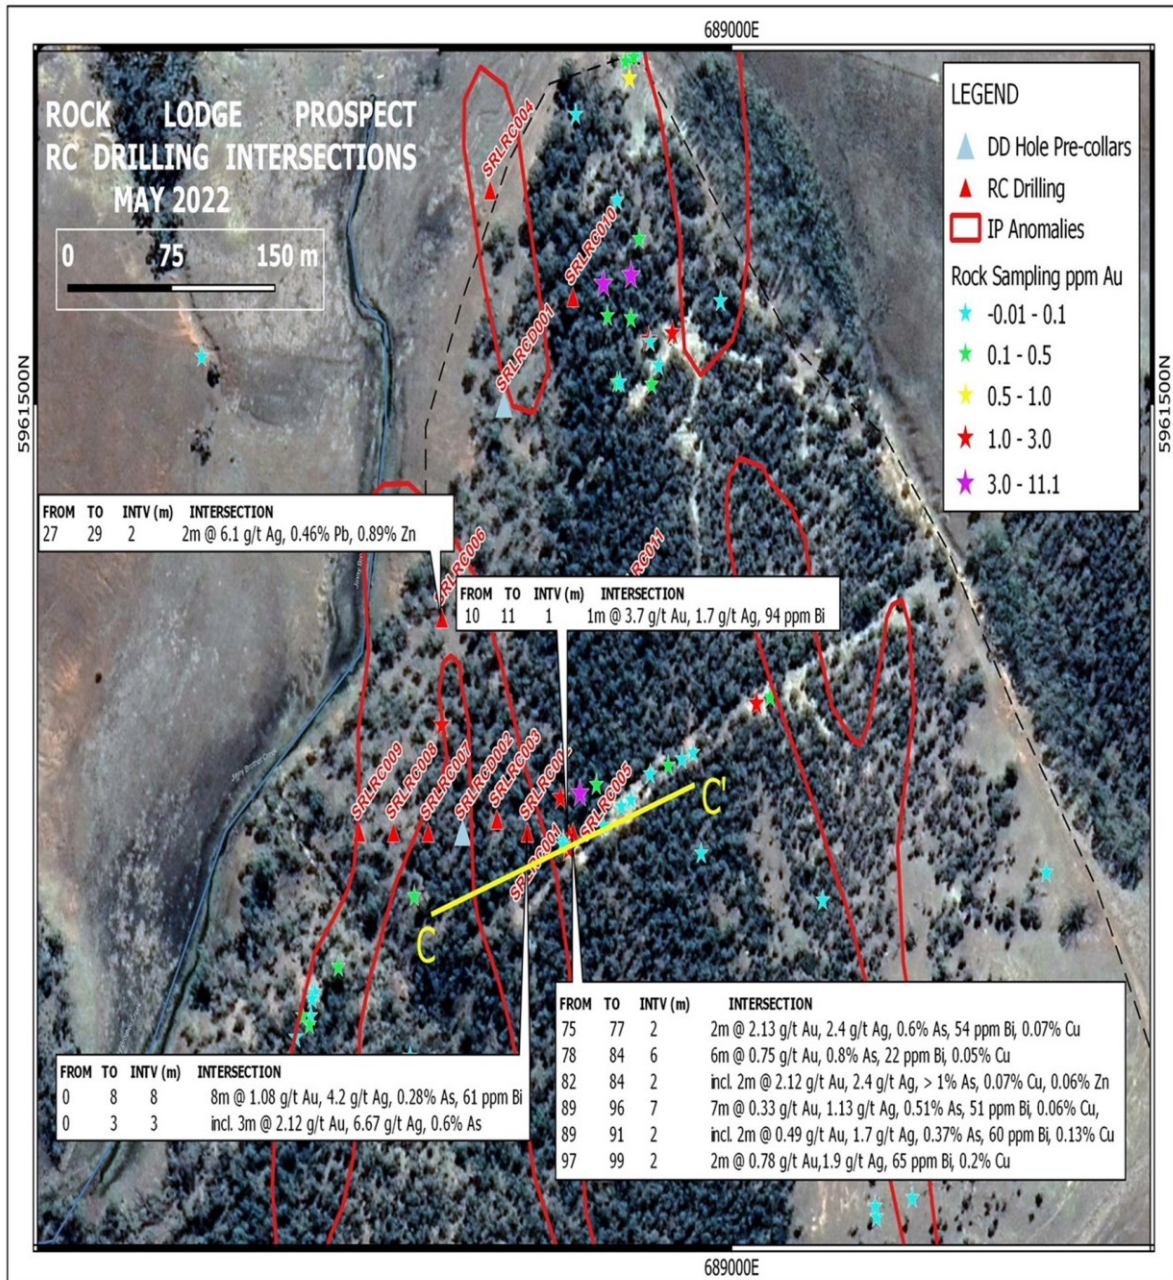 689000E
ROCK LODGE PROSPECT
RC DRILLING INTERSECTIONS
MAY 2022
0 75 150 m
LEGEND
DD Hole Pre-collars
RC Drilling
IP Anomalies
Rock Sampling ppm Au
-0.01 - 0.1
0.1 - 0.5
0.5 - 1.0
1.0 - 3.0
3.0 - 11.1
5961500N
5961500N
SRLRC004
SRLRC010
SRLRCD001
FROM TO INTV (m) INTERSECTION
27 29 2 2m @ 6.1 g/t Ag, 0.46% Pb, 0.89% Zn
SRLRC006
RC011
FROM TO INTV (m) INTERSECTION
10 11 1 1m @ 3.7 g/t Au, 1.7 g/t Ag, 94 ppm Bi
SRLRC009
SRLRC008
SRLRC007
SRLRCD002
SRLRC003
SRLRC005
SRLRC001
C'
C
FROM TO INTV (m) INTERSECTION
75 77 2 2m @ 2.13 g/t Au, 2.4 g/t Ag, 0.6% As, 54 ppm Bi, 0.07% Cu
78 84 6 6m @ 0.75 g/t Au, 0.8% As, 22 ppm Bi, 0.05% Cu
82 84 2 incl. 2m @ 2.12 g/t Au, 2.4 g/t Ag, > 1% As, 0.07% Cu, 0.06% Zn
89 96 7 7m @ 0.33 g/t Au, 1.13 g/t Ag, 0.51% As, 51 ppm Bi, 0.06% Cu,
89 91 2 incl. 2m @ 0.49 g/t Au, 1.7 g/t Ag, 0.37% As, 60 ppm Bi, 0.13% Cu
97 99 2 2m @ 0.78 g/t Au,1.9 g/t Ag, 65 ppm Bi, 0.2% Cu
FROM TO INTV (m) INTERSECTION
0 8 8 8m @ 1.08 g/t Au, 4.2 g/t Ag, 0.28% As, 61 ppm Bi
0 3 3 incl. 3m @ 2.12 g/t Au, 6.67 g/t Ag, 0.6% As
689000E